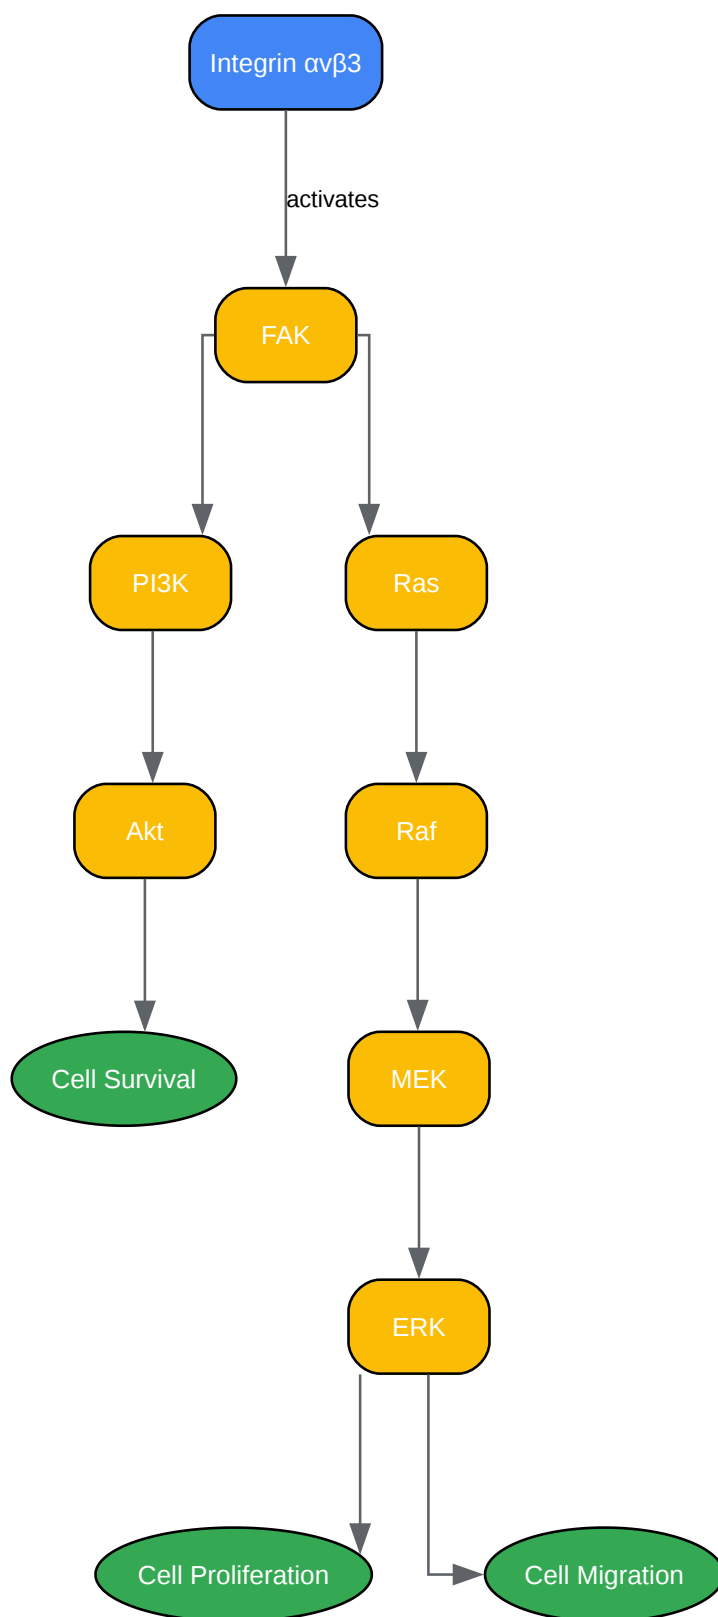 Integrin αvβ3
activates
FAK
PI3K
Ras
Akt
Raf
Cell Survival
MEK
ERK
Cell Proliferation
Cell Migration